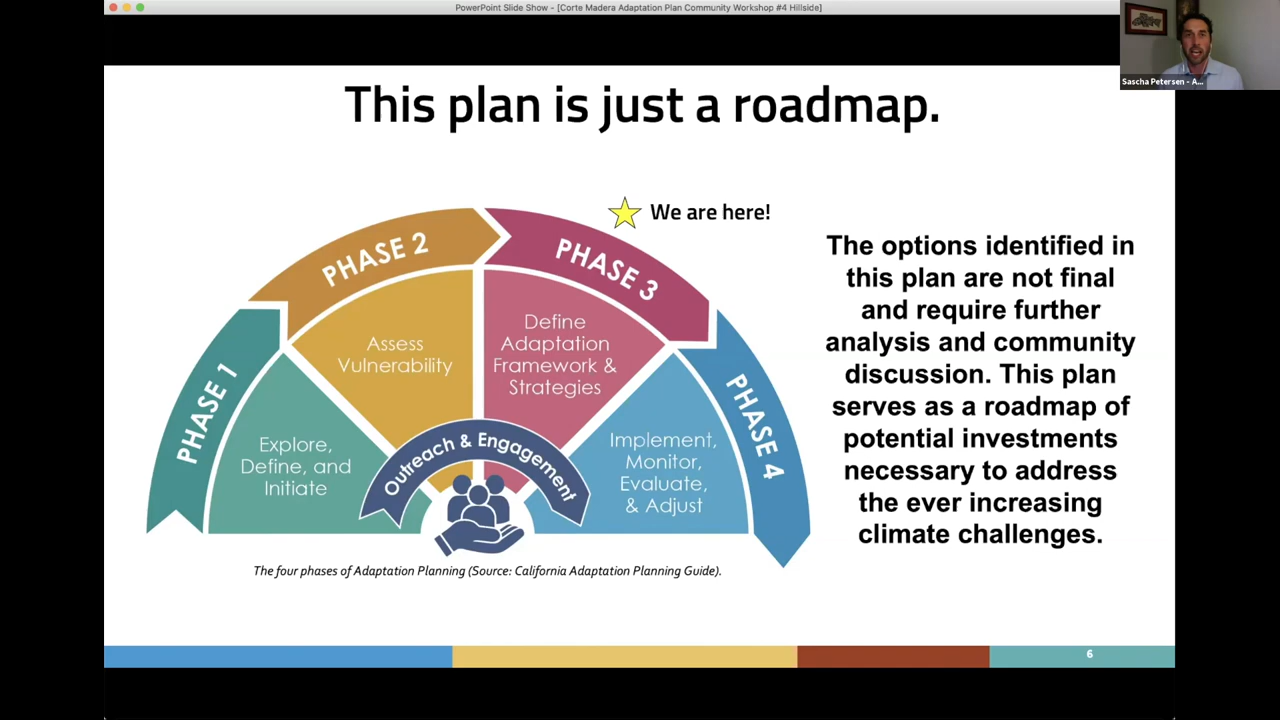 PowerPoint Slide Show - [Corte Madera Adaptation Plan Community Workshop #4 Hillside]
Sascha Petersen - A...
This plan is just a roadmap.
We are here!
PHASE 1
PHASE 2
PHASE 3
PHASE 4
Explore,
Define, and
Initiate
Assess
Vulnerability
Define
Adaptation
Framework &
Strategies
Implement,
Monitor,
Evaluate,
& Adjust
Outreach & Engagement
The four phases of Adaptation Planning (Source: California Adaptation Planning Guide).
The options identified in
this plan are not final
and require further
analysis and community
discussion. This plan
serves as a roadmap of
potential investments
necessary to address
the ever increasing
climate challenges.
6